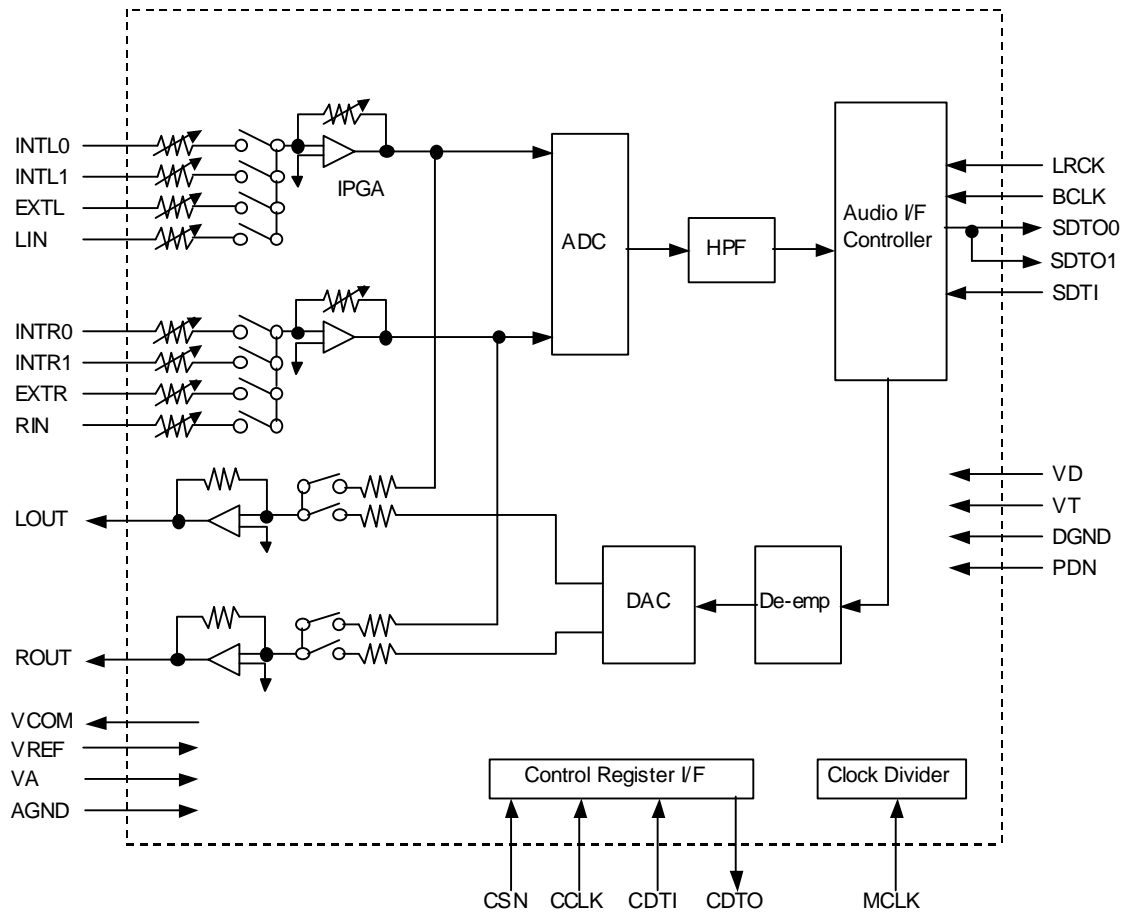 INTL0
INTL1
EXTL
LIN
IPGA
INTR0
INTR1
EXTR
RIN
ADC
HPF
Audio I/F
Controller
LRCK
BCLK
SDTO0
SDTO1
SDTI
LOUT
ROUT
DAC
De-emp
VD
VT
DGND
PDN
VCOM
VREF
VA
AGND
Control Register I/F
Clock Divider
CSN
CCLK
CDTI
CDTO
MCLK